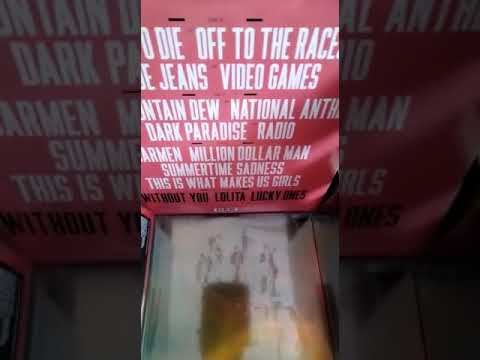 O DIE OFF TO THE RACE
E JEANS VIDEO GAMES
NTAIN DEW NATIONAL ANTH
DARK PARADISE RADIO
ARMEN MILLION DOLLAR MAN
SUMMERTIME SADNESS
THIS IS WHAT MAKES US GIRLS
WITHOUT YOU LOLITA LUCKY ONES